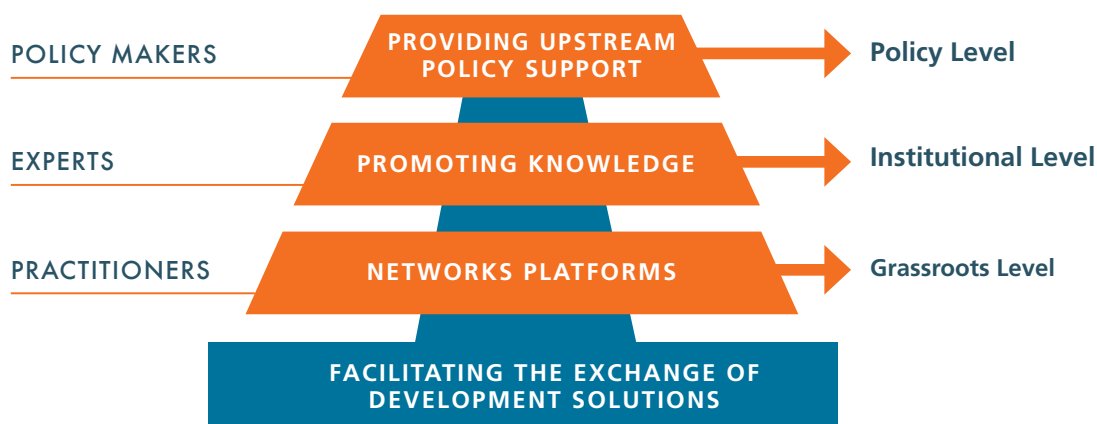 POLICY MAKERS
PROVIDING UPSTREAM
POLICY SUPPORT
Policy Level
EXPERTS
PROMOTING KNOWLEDGE
Institutional Level
PRACTITIONERS
NETWORKS PLATFORMS
Grassroots Level
FACILITATING THE EXCHANGE OF
DEVELOPMENT SOLUTIONS